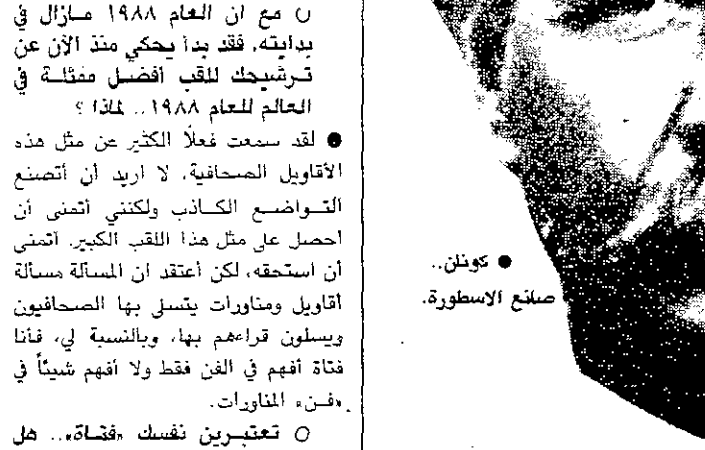 ○ مع ان العام ١٩٨٨ مازال في
بدايته، فقد بدأ يحكي منذ الآن عن
ترشيحك للقب أفضل ممثلة في
العالم للعام ١٩٨٨.. لماذا ؟
● لقد سمعت فعلاً الكثير عن مثل هذه
الأقاويل الصحافية، لا اريد أن أتصنع
التواضع الكاذب ولكنني أتمنى أن
احصل على مثل هذا اللقب الكبير. أتمنى
أن استحقه، لكن أعتقد ان المسألة مسألة
أقاويل ومناورات يتسلى بها الصحافيون
ويسلون قراءهم بها، وبالنسبة لي، فأنا
فتاة أفهم في الفن فقط ولا أفهم شيئاً في
«فن» المناورات.
○ تعتبرين نفسك «فتاة».. هل
● كونلن..
صانع الاسطورة.